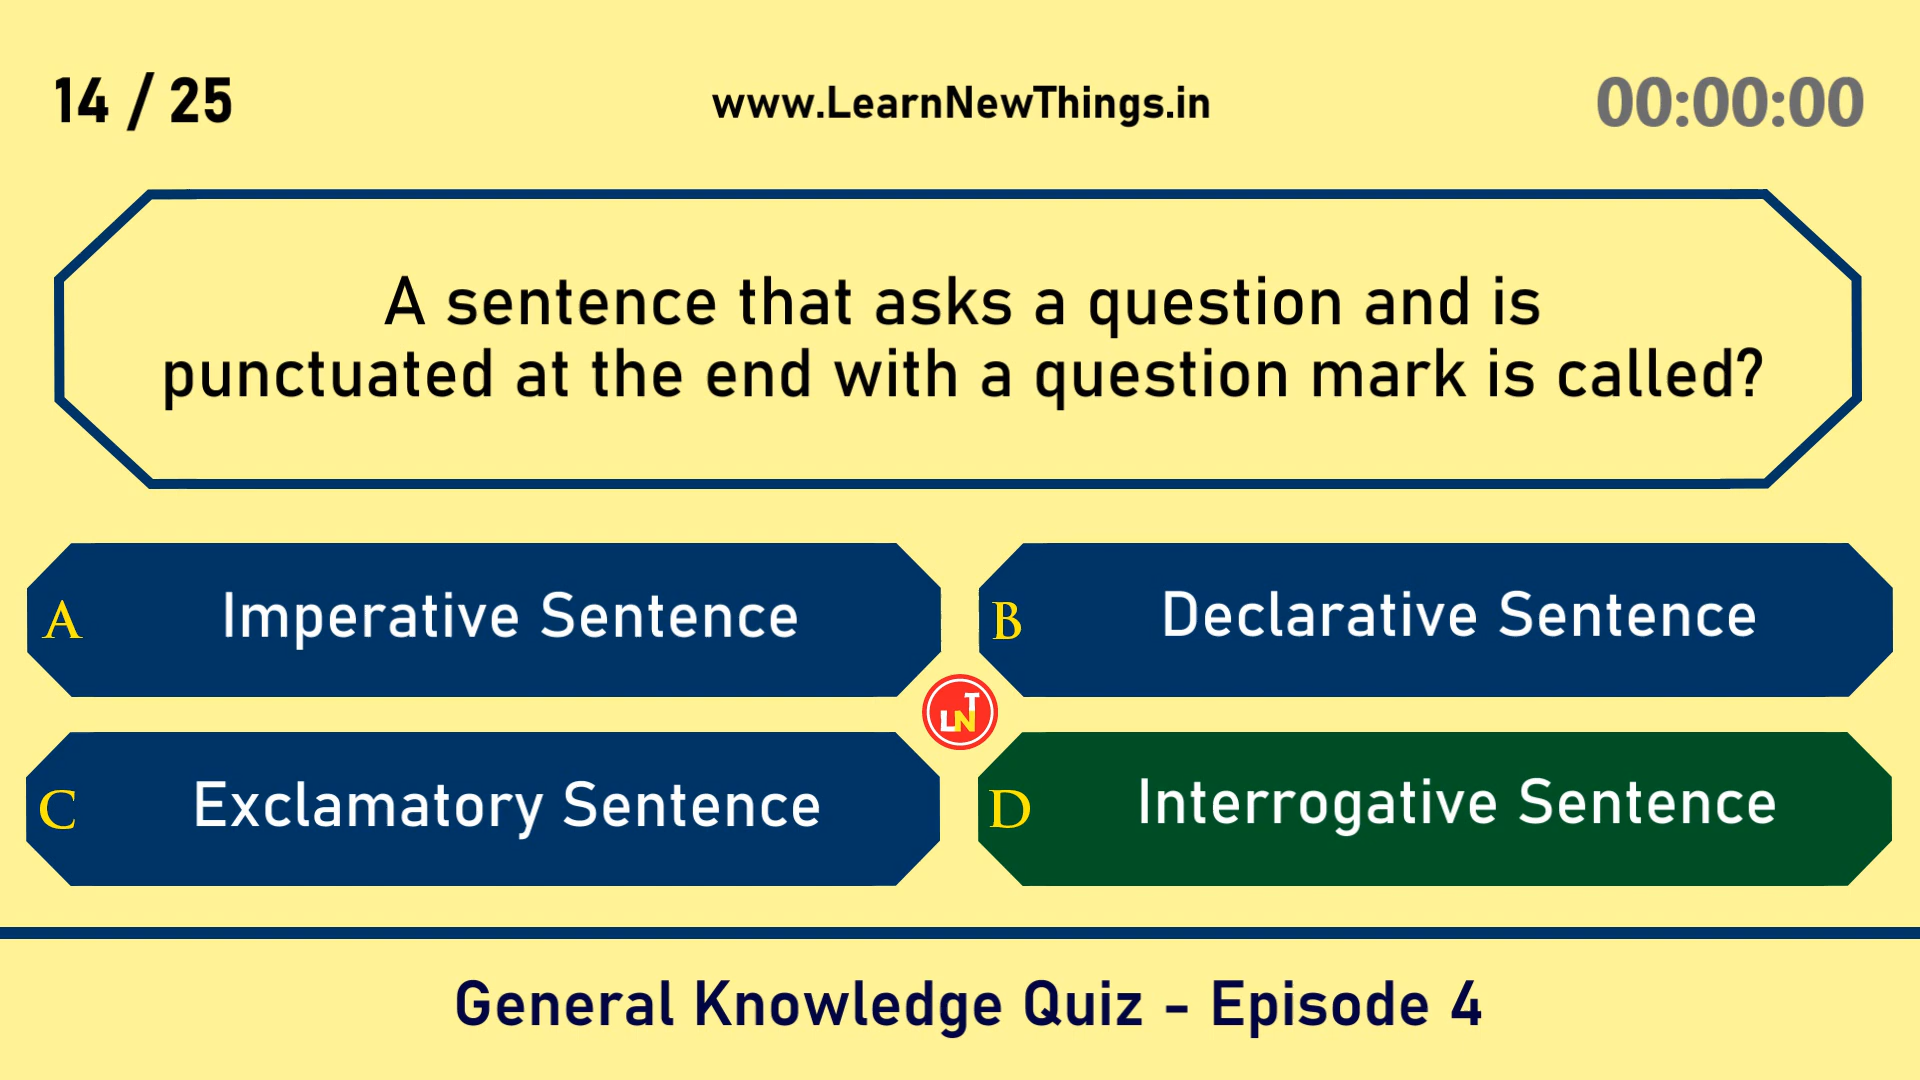 14 / 25
www.LearnNewThings.in
00:00:00
A sentence that asks a question and is
punctuated at the end with a question mark is called?
A Imperative Sentence
B Declarative Sentence
LNT
C Exclamatory Sentence
D Interrogative Sentence
General Knowledge Quiz - Episode 4